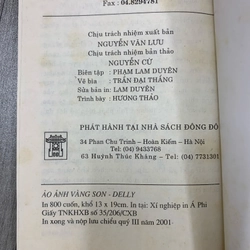 Fax : 04.8294781
Chịu trách nhiệm xuất bản
NGUYỄN VĂN LƯU
Chịu trách nhiệm bản thảo
NGUYỄN CỪ
Biên tập : PHẠM LAM DUYÊN
Vẽ bìa : TRẦN ĐẠI THẮNG
Sửa bản in : LAM DUYÊN
Trình bày : HƯƠNG THẢO
PHÁT HÀNH TẠI NHÀ SÁCH ĐÔNG ĐÔ
34 Phan Chu Trinh – Hoàn Kiếm – Hà Nội
Tel: (04) 9433768
63 Huỳnh Thúc Kháng – Tel: (04) 7731301
ẢO ẢNH VÀNG SON - DELLY
In 800 cuốn, khổ 13 x 19cm. In tại: Xí nghiệp in Á Phi
Giấy TNKHXB số 35/206/CXB
In xong và nộp lưu chiểu quý III năm 2001